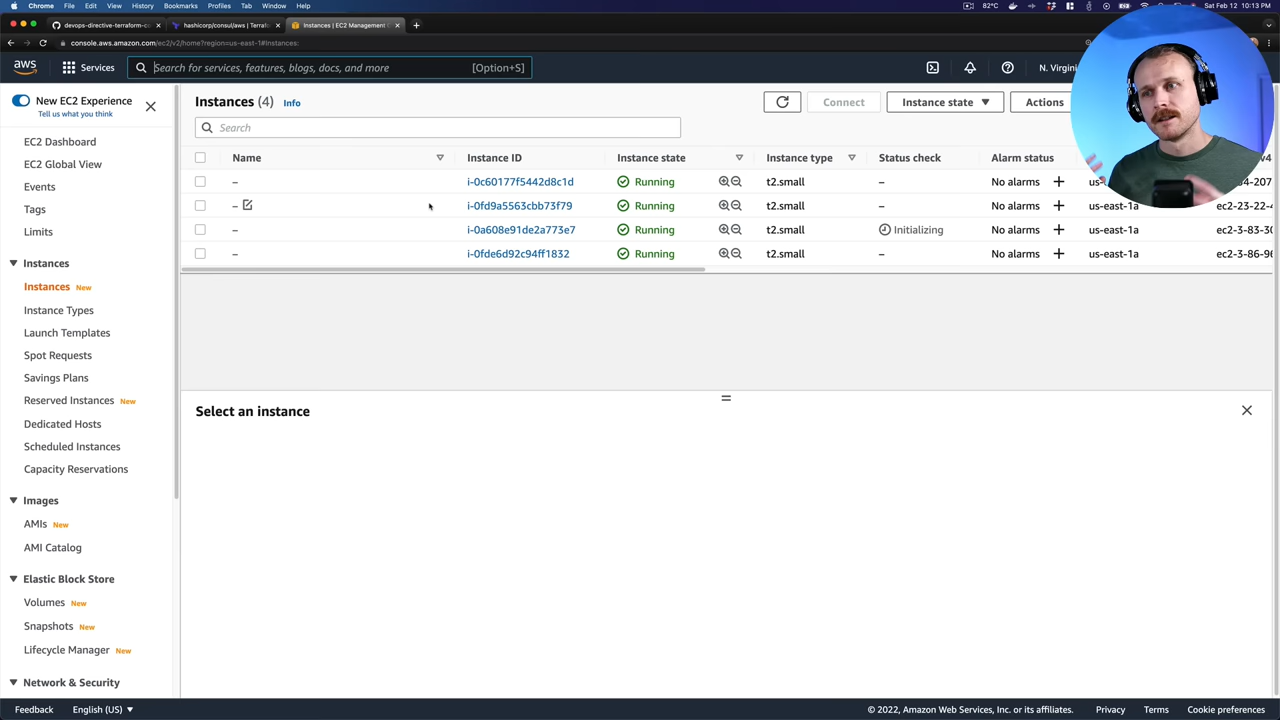 Chrome File Edit View History Bookmarks Profiles Tab Window Help 82°C Sat Feb 12 10:13 PM
devops-directive-terraform-co hashicorp/consul/aws | Terrafo Instances | EC2 Management C
console.aws.amazon.com/ec2/v2/home?region=us-east-1#Instances:
aws Services Search for services, features, blogs, docs, and more [Option+S] N. Virgini
New EC2 Experience
Tell us what you think
EC2 Dashboard
EC2 Global View
Events
Tags
Limits
Instances
Instances New
Instance Types
Launch Templates
Spot Requests
Savings Plans
Reserved Instances New
Dedicated Hosts
Scheduled Instances
Capacity Reservations
Images
AMIs New
AMI Catalog
Elastic Block Store
Volumes New
Snapshots New
Lifecycle Manager New
Network & Security
Instances (4) Info Connect Instance state Actions
Search
Name Instance ID Instance state Instance type Status check Alarm status v4
– i-0c60177f5442d8c1d Running t2.small – No alarms + us- 4-207
– i-0fd9a5563cbb73f79 Running t2.small – No alarms + us-east-1a ec2-23-22-4
– i-0a608e91de2a773e7 Running t2.small Initializing No alarms + us-east-1a ec2-3-83-30
– i-0fde6d92c94ff1832 Running t2.small – No alarms + us-east-1a ec2-3-86-96
Select an instance
Feedback English (US) © 2022, Amazon Web Services, Inc. or its affiliates. Privacy Terms Cookie preferences